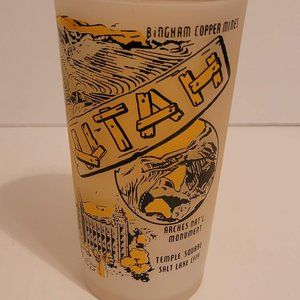 BINGHAM COPPER MINES
UTAH
ARCHES NAT'L
MONUMENT
TEMPLE SQUARE
SALT LAKE CITY